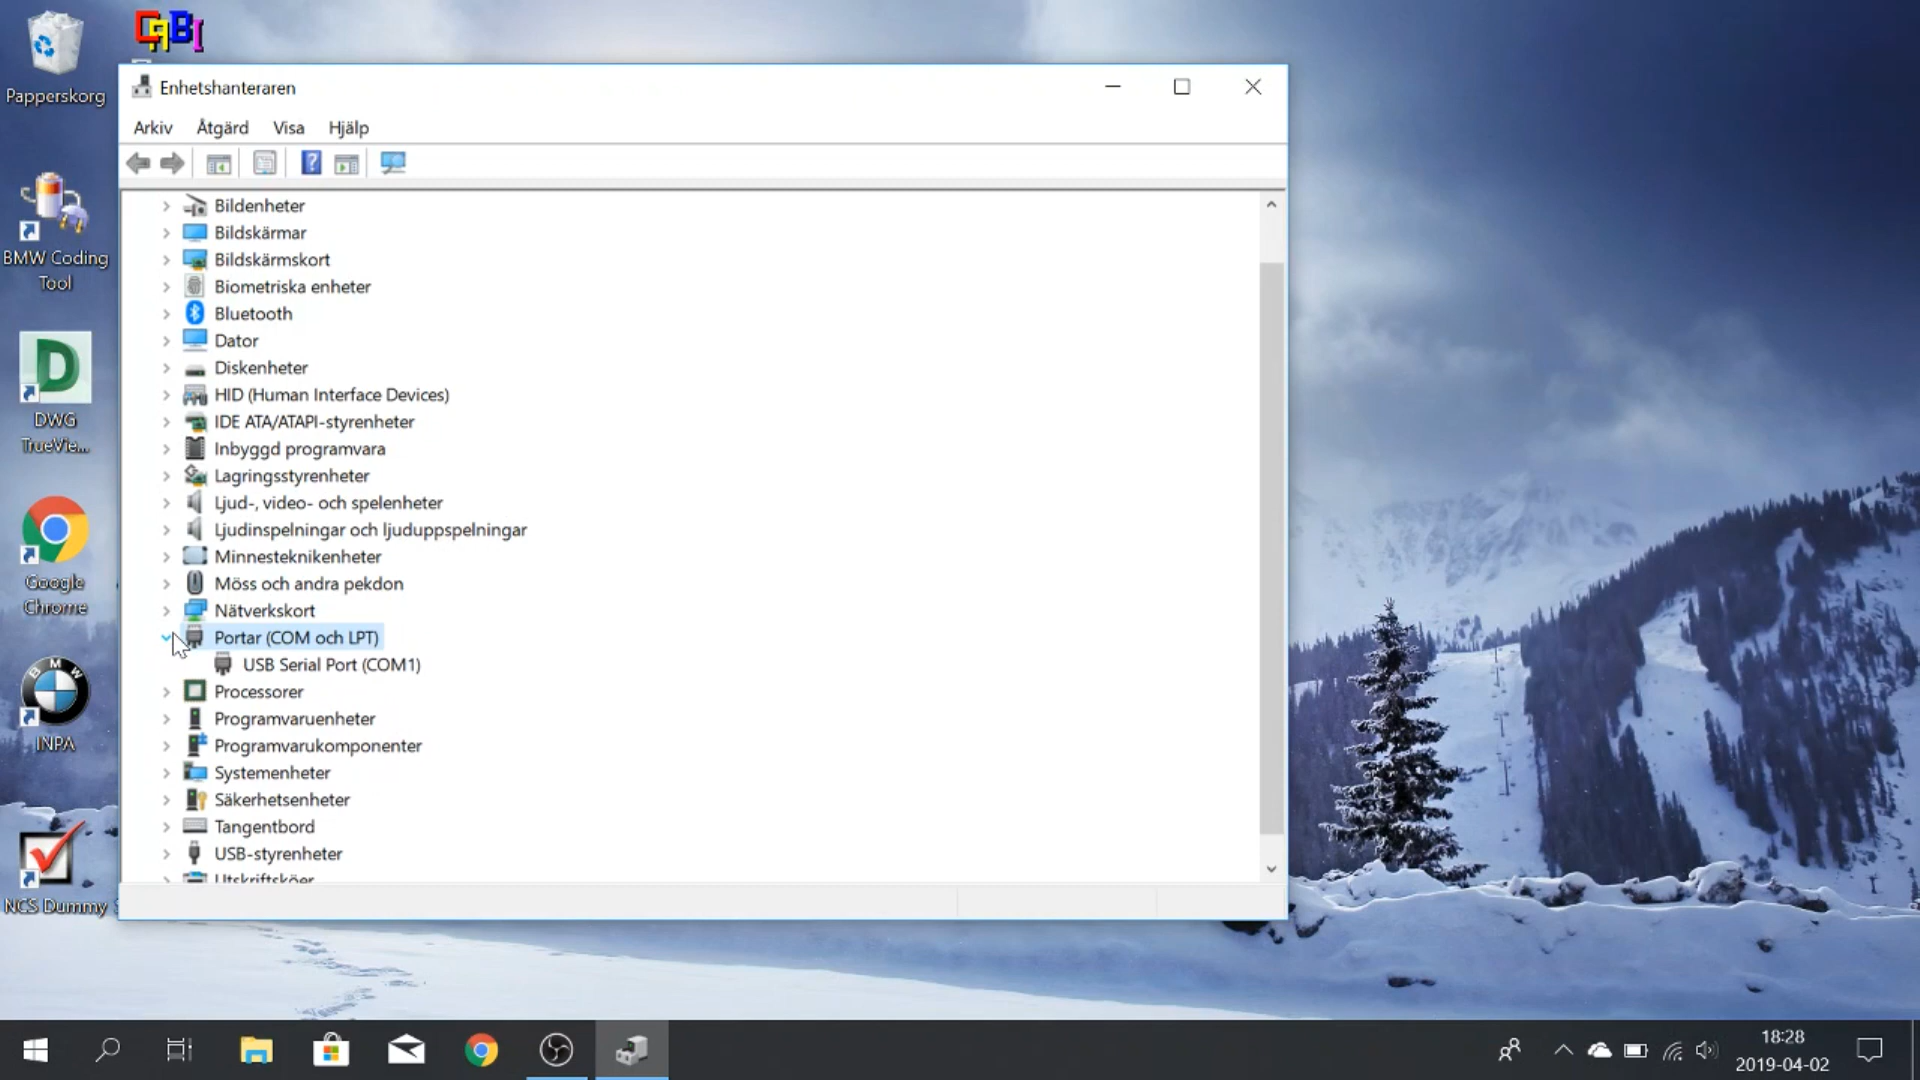 Papperskorg
BMW Coding
Tool
DWG
TrueVie...
Google
Chrome
INPA
NCS Dummy
Enhetshanteraren
Arkiv Åtgärd Visa Hjälp
Bildenheter
Bildskärmar
Bildskärmskort
Biometriska enheter
Bluetooth
Dator
Diskenheter
HID (Human Interface Devices)
IDE ATA/ATAPI-styrenheter
Inbyggd programvara
Lagringsstyrenheter
Ljud-, video- och spelenheter
Ljudinspelningar och ljuduppspelningar
Minnesteknikenheter
Möss och andra pekdon
Nätverkskort
Portar (COM och LPT)
USB Serial Port (COM1)
Processorer
Programvaruenheter
Programvarukomponenter
Systemenheter
Säkerhetsenheter
Tangentbord
USB-styrenheter
Utskriftsköer
18:28
2019-04-02